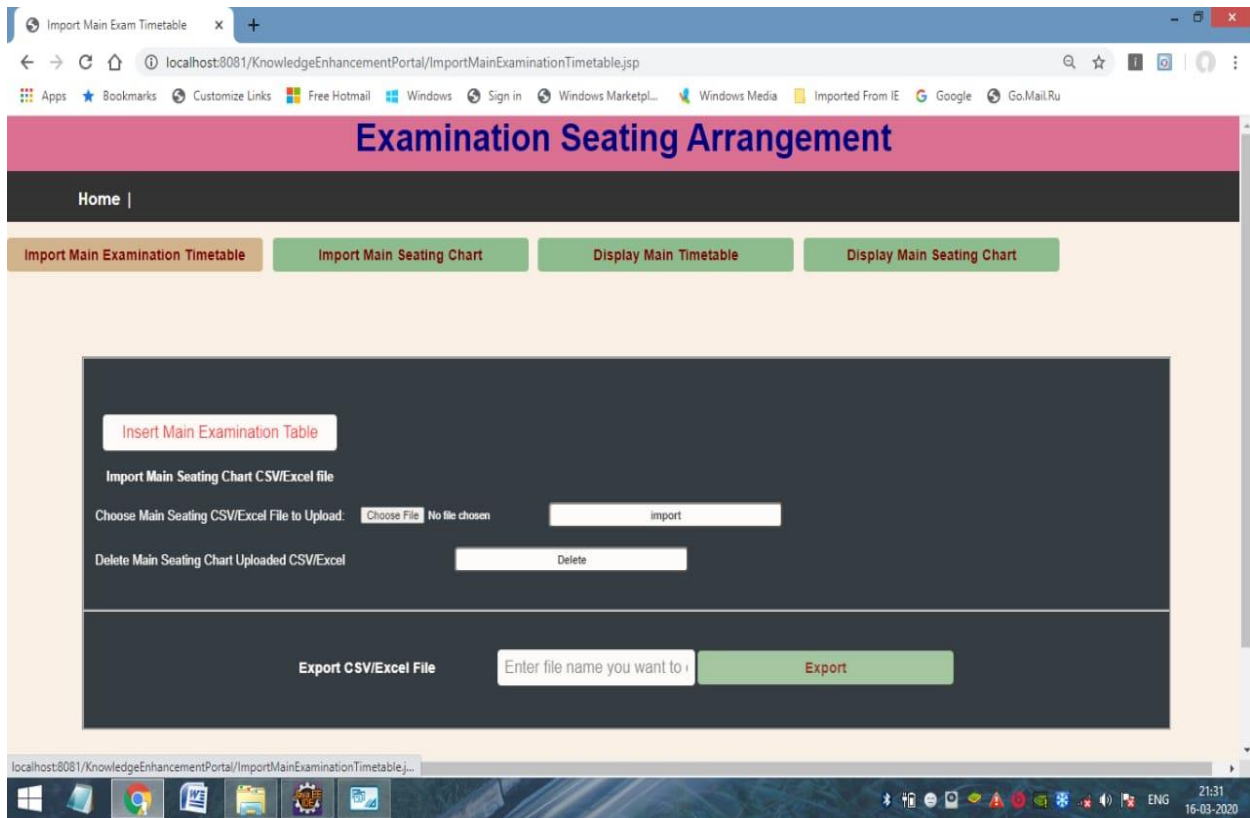 Import Main Exam Timetable
localhost:8081/KnowledgeEnhancementPortal/ImportMainExaminationTimetable.jsp
Apps Bookmarks Customize Links Free Hotmail Windows Sign in Windows Marketpl... Windows Media Imported From IE Google Go.Mail.Ru
Examination Seating Arrangement
Home |
Import Main Examination Timetable Import Main Seating Chart Display Main Timetable Display Main Seating Chart
Insert Main Examination Table
Import Main Seating Chart CSV/Excel file
Choose Main Seating CSV/Excel File to Upload: Choose File No file chosen import
Delete Main Seating Chart Uploaded CSV/Excel Delete
Export CSV/Excel File Enter file name you want to Export
localhost:8081/KnowledgeEnhancementPortal/ImportMainExaminationTimetable.j...
ENG 21:31
16-03-2020